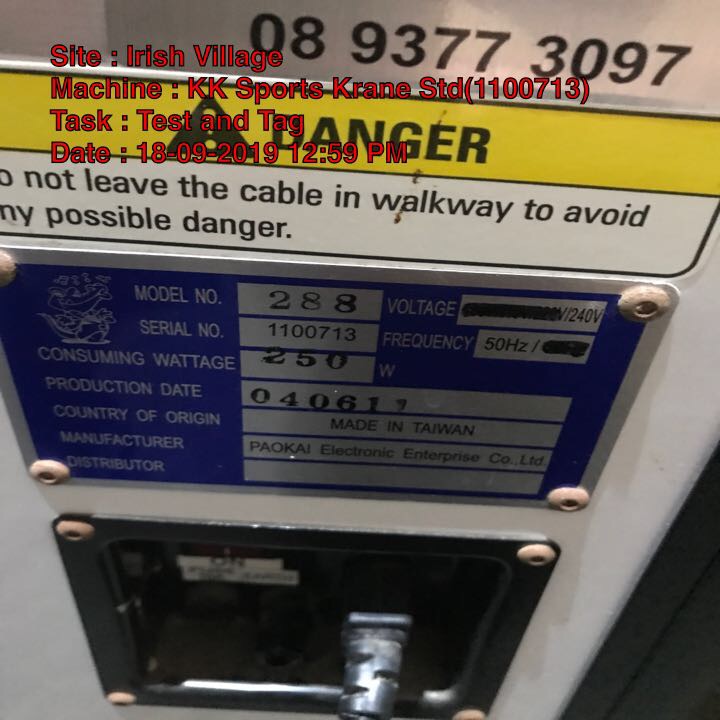 08 9377 3097
Site : Irish Village
Machine : KK Sports Krane Std(1100713)
Task : Test and Tag
Date : 18-09-2019 12:59 PM
DANGER
not leave the cable in walkway to avoid
ny possible danger.
MODEL NO. 288 VOLTAGE V/240V
SERIAL NO. 1100713 FREQUENCY 50Hz /
CONSUMING WATTAGE 250 W
PRODUCTION DATE 040611
COUNTRY OF ORIGIN MADE IN TAIWAN
MANUFACTURER PAOKAI Electronic Enterprise Co.,Ltd.
DISTRIBUTOR
ON